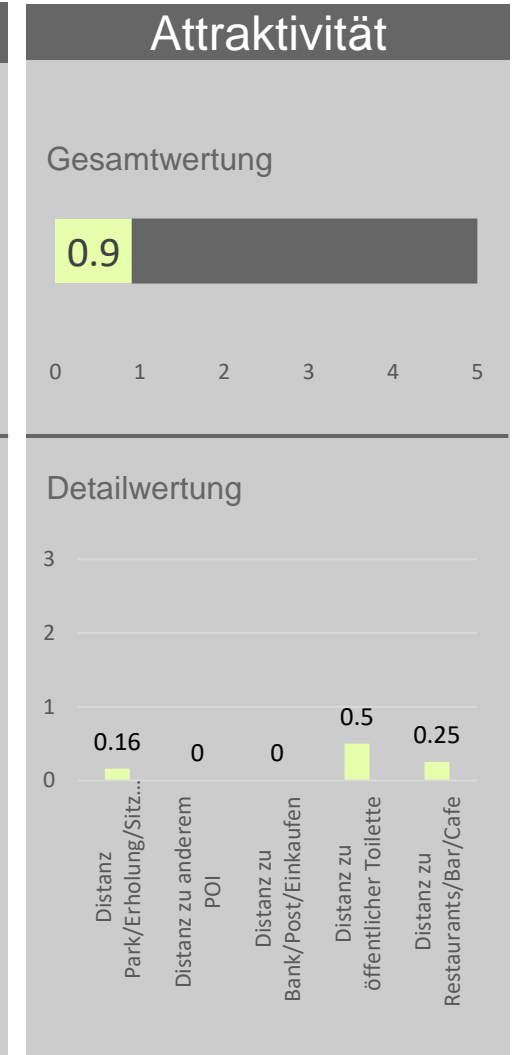 Attraktivität
Gesamtwertung
0.9
0 1 2 3 4 5
Detailwertung
3
2
1
0
0.16
0
0
0.5
0.25
Distanz
Park/Erholung/Sitz…
Distanz zu anderem
POI
Distanz zu
Bank/Post/Einkaufen
Distanz zu
öffentlicher Toilette
Distanz zu
Restaurants/Bar/Cafe